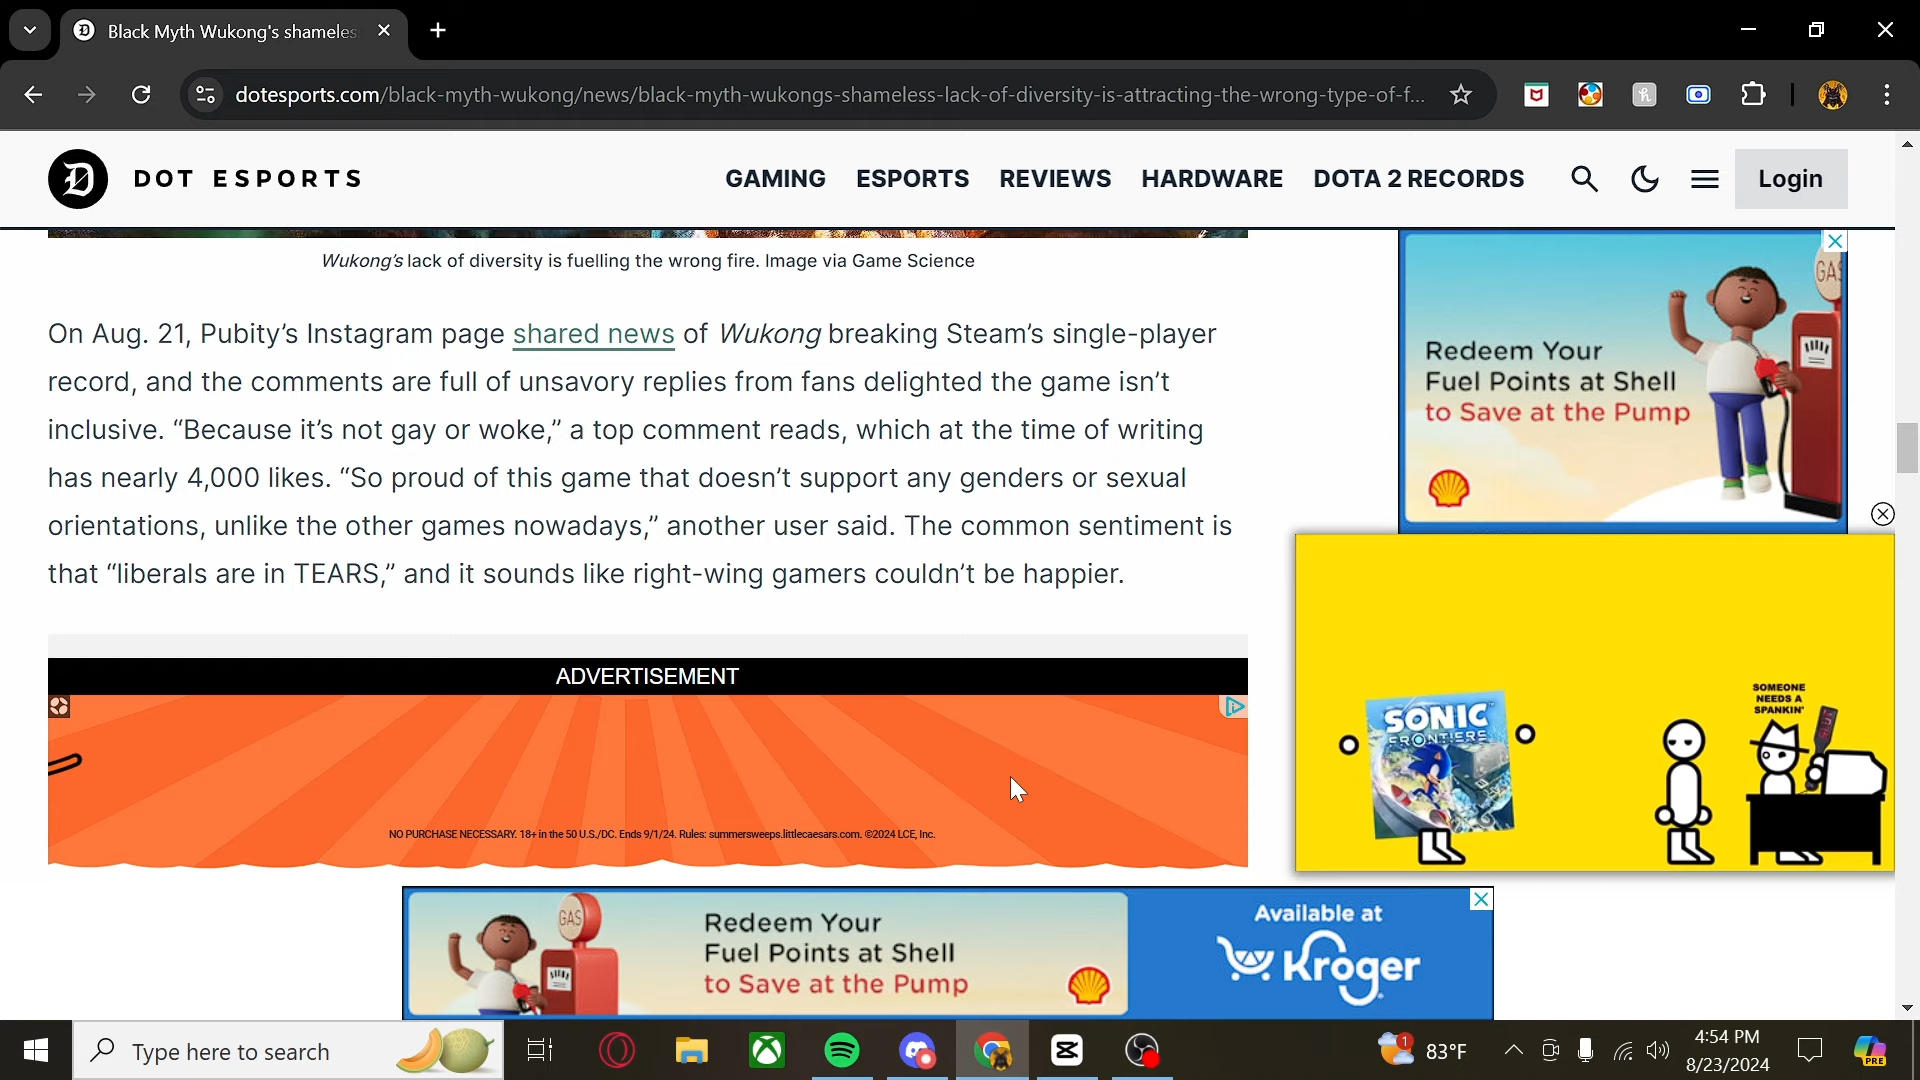 Black Myth Wukong's shameles
dotesports.com/black-myth-wukong/news/black-myth-wukongs-shameless-lack-of-diversity-is-attracting-the-wrong-type-of-f...
DOT ESPORTS
GAMING ESPORTS REVIEWS HARDWARE DOTA 2 RECORDS Login
Wukong's lack of diversity is fuelling the wrong fire. Image via Game Science
On Aug. 21, Pubity's Instagram page shared news of Wukong breaking Steam's single-player
record, and the comments are full of unsavory replies from fans delighted the game isn't
inclusive. “Because it's not gay or woke,” a top comment reads, which at the time of writing
has nearly 4,000 likes. “So proud of this game that doesn't support any genders or sexual
orientations, unlike the other games nowadays,” another user said. The common sentiment is
that “liberals are in TEARS,” and it sounds like right-wing gamers couldn't be happier.
GAS
Redeem Your
Fuel Points at Shell
to Save at the Pump
SOMEONE
NEEDS A
SPANKIN'
SONIC
FRONTIERS
ADVERTISEMENT
NO PURCHASE NECESSARY. 18+ in the 50 U.S./DC. Ends 9/1/24. Rules: summersweeps.littlecaesars.com. ©2024 LCE, Inc.
GAS
Redeem Your
Fuel Points at Shell
to Save at the Pump
Available at
Kroger
Type here to search
1
83°F
4:54 PM
8/23/2024
PRE